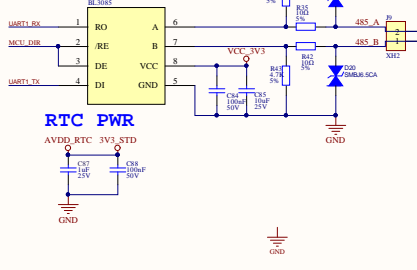 BL3085
R35
10Ω
5%
5%
UART1_RX 1 RO A 6 485_A J9
MCU_DIR 2 /RE B 7 485_B 2
1
3 DE VCC 8 VCC_3V3 R42
10Ω
5%
XH2
UART1_TX 4 DI GND 5
R43
4.7K
5%
D20
SMBJ6.5CA
C84
100nF
50V
C85
10uF
25V
RTC PWR
AVDD_RTC 3V3_STD
GND
C87
1uF
25V
C88
100nF
50V
GND
GND